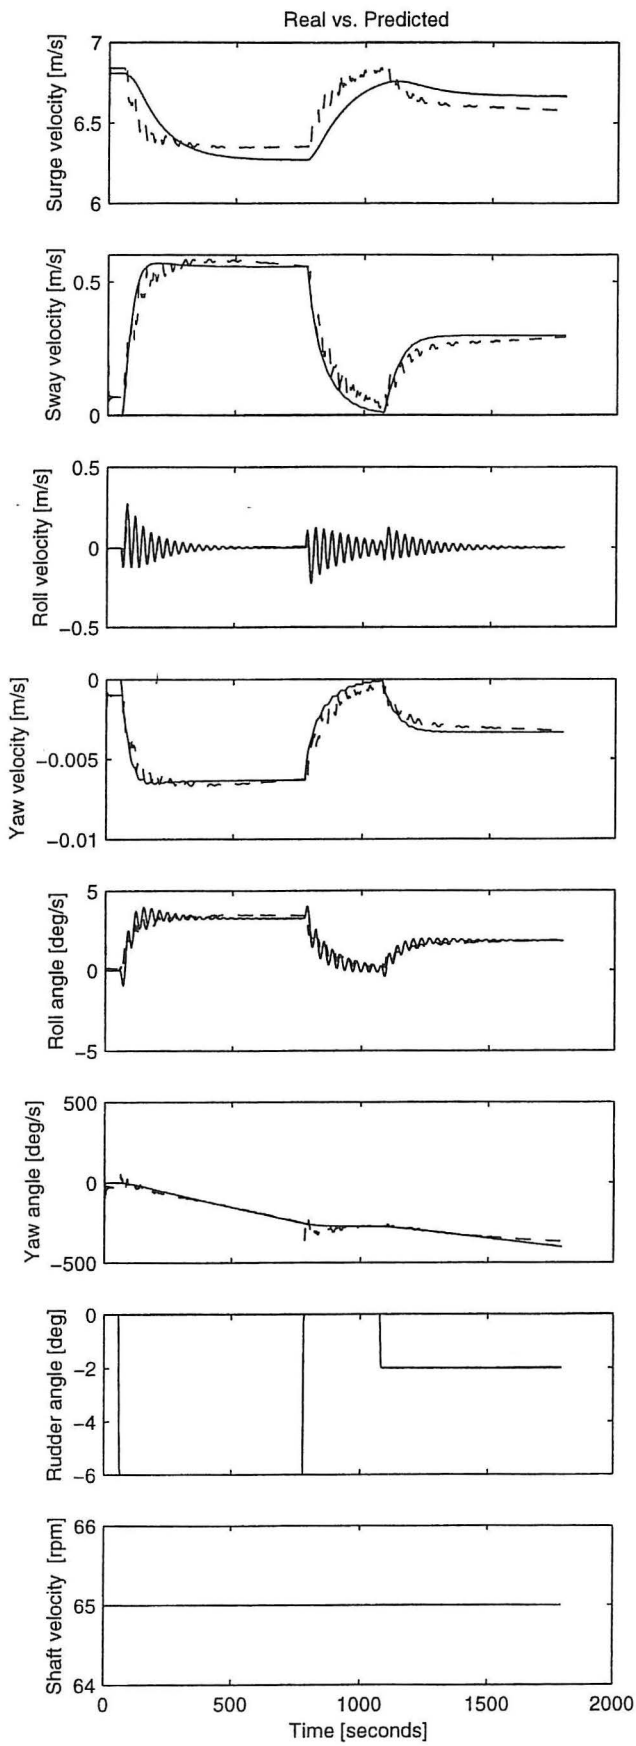 Real vs. Predicted
7
6.5
6
Surge velocity [m/s]
0.5
0
Sway velocity [m/s]
0.5
0
−0.5
Roll velocity [m/s]
0
−0.005
−0.01
Yaw velocity [m/s]
5
0
−5
Roll angle [deg/s]
500
0
−500
Yaw angle [deg/s]
0
−2
−4
−6
Rudder angle [deg]
66
65
64
Shaft velocity [rpm]
0 500 1000 1500 2000
Time [seconds]